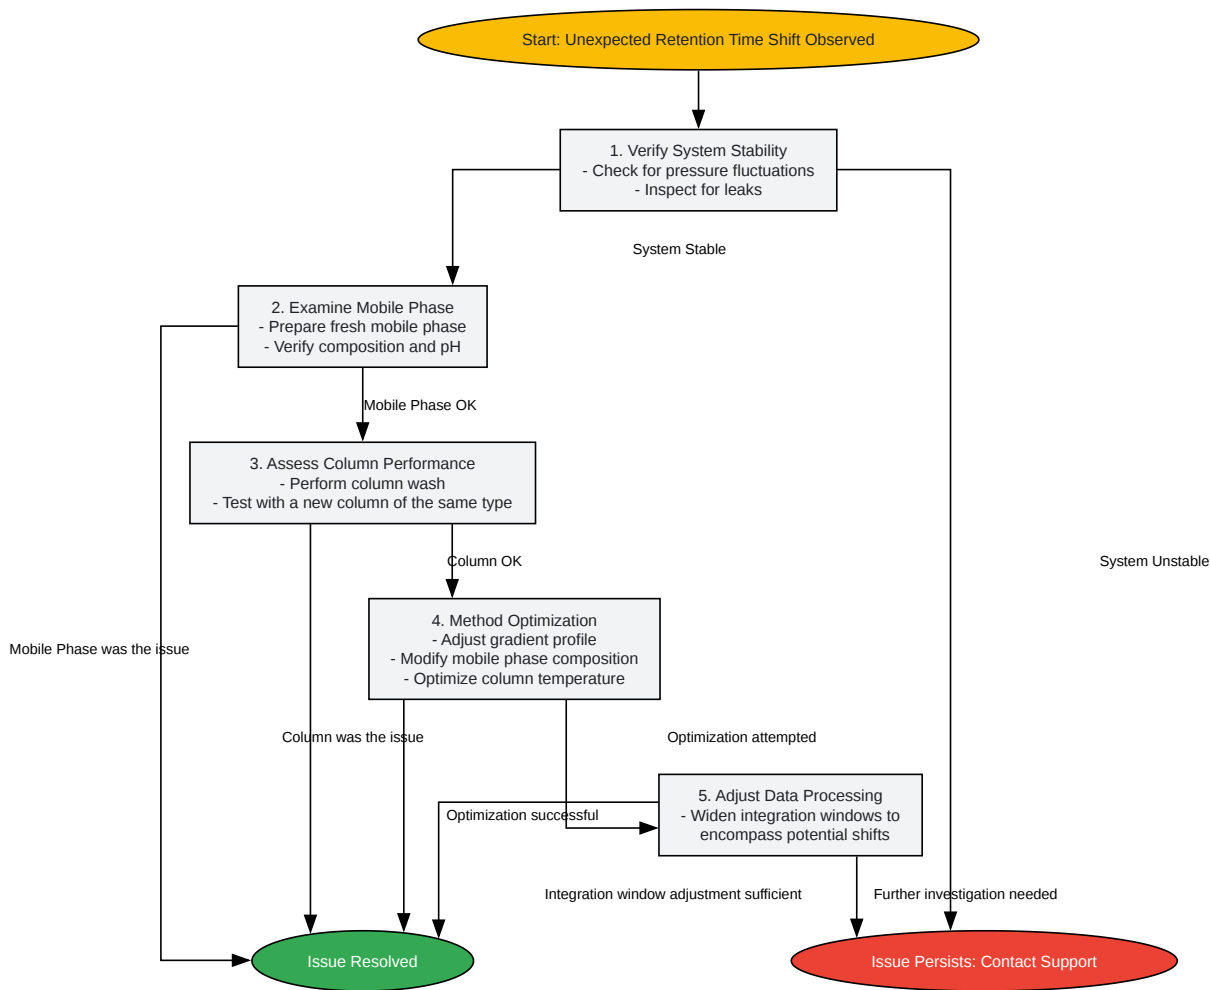 Start: Unexpected Retention Time Shift Observed
1. Verify System Stability
- Check for pressure fluctuations
- Inspect for leaks
System Stable
2. Examine Mobile Phase
- Prepare fresh mobile phase
- Verify composition and pH
Mobile Phase OK
3. Assess Column Performance
- Perform column wash
- Test with a new column of the same type
Column OK
System Unstable
4. Method Optimization
- Adjust gradient profile
- Modify mobile phase composition
- Optimize column temperature
Mobile Phase was the issue
Column was the issue
Optimization attempted
5. Adjust Data Processing
- Widen integration windows to
encompass potential shifts
Optimization successful
Integration window adjustment sufficient
Further investigation needed
Issue Resolved
Issue Persists: Contact Support